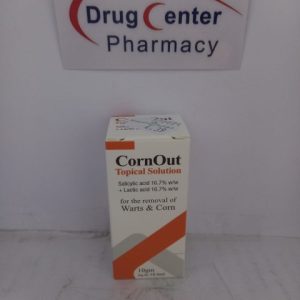 Drug Center
Pharmacy
CornOut
Topical Solution
Salicylic acid 16.7% w/w
+ Lactic acid 16.7% w/w
for the removal of
Warts & Corn
10gm